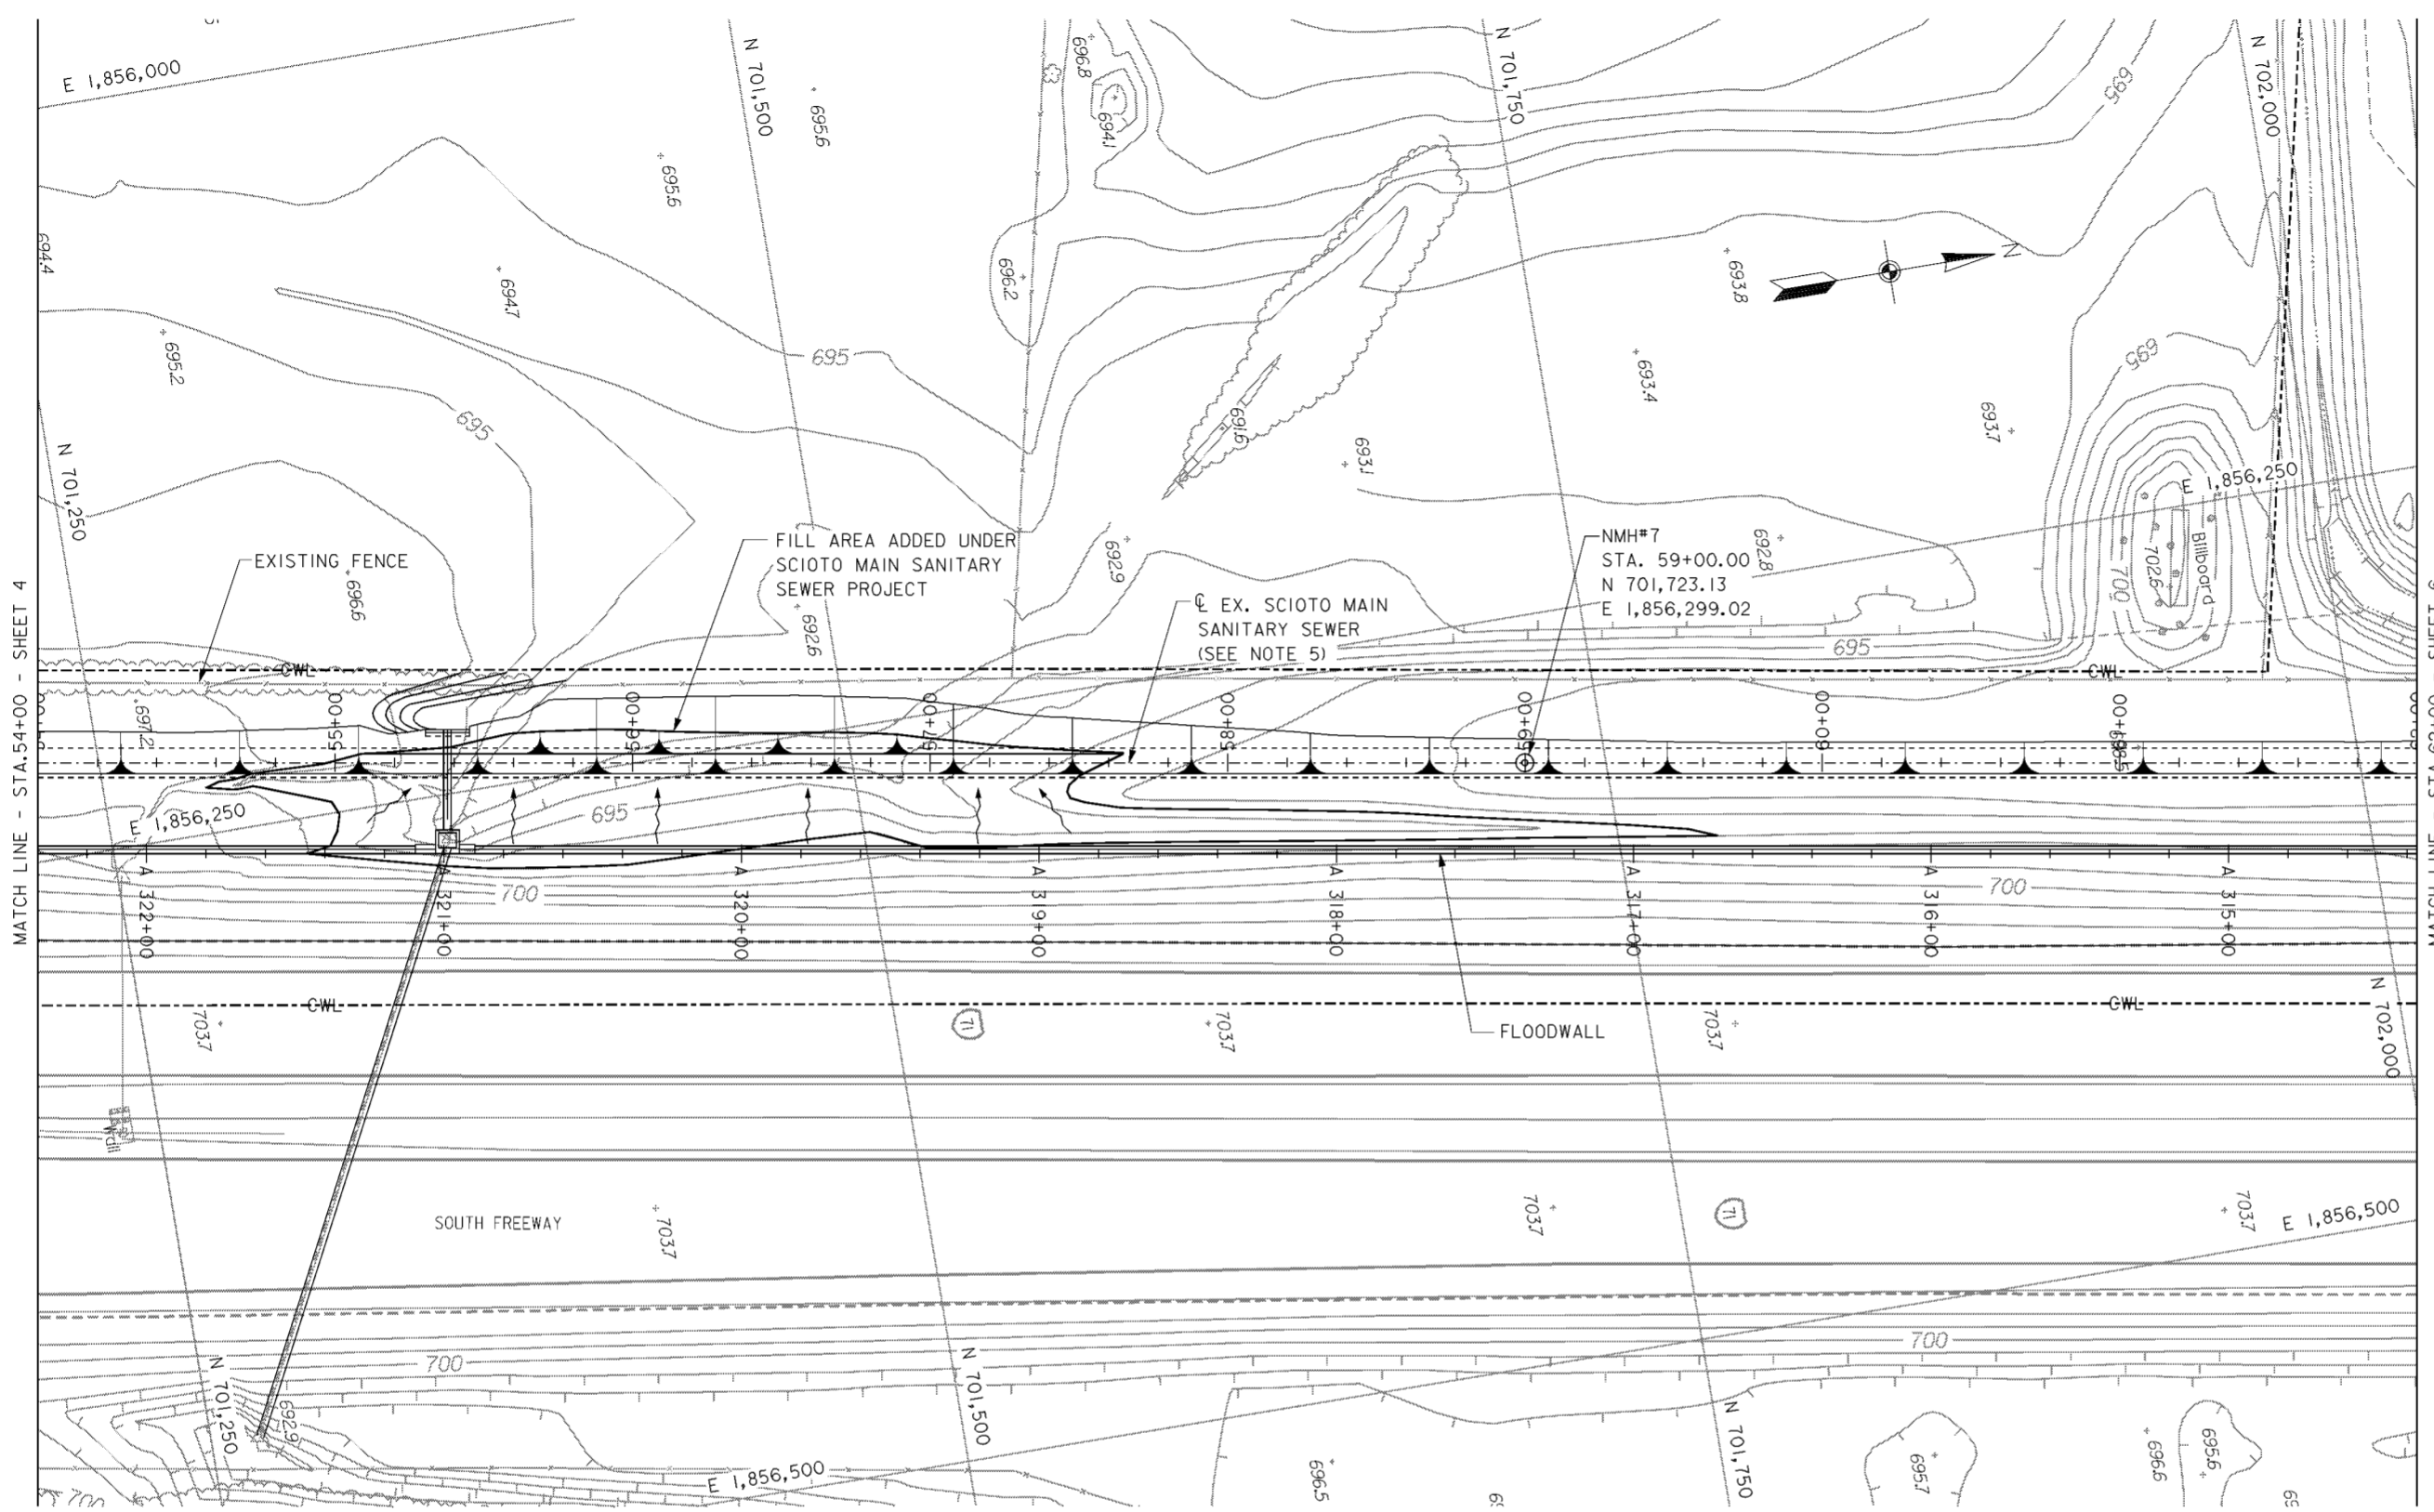 E 1,856,000
N 701,500
695.6
696.8
694.1
N 701,750
695
N 702,000
695.6
694.4
694.7
696.2
693.8
N
695.2
695
695
691.6
693.4
693.7
695
N 701,250
693.1
E 1,856,250
EXISTING FENCE
696.6
FILL AREA ADDED UNDER
SCIOTO MAIN SANITARY
SEWER PROJECT
692.6
692.9
℄ EX. SCIOTO MAIN
SANITARY SEWER
(SEE NOTE 5)
NMH#7
STA. 59+00.00
N 701,723.13
E 1,856,299.02
692.8
700
702.6
Billboard
695
MATCH LINE - STA.54+00 - SHEET 4
CWL
CWL
697.2
55+00
56+00
57+00
58+00
59+00
60+00
E 1,856,250
695
A 322+00
A 321+00
A 320+00
A 319+00
A 318+00
A 317+00
A 316+00
A 315+00
700
700
CWL
CWL
N 702,000
703.7
71
703.7
FLOODWALL
703.7
SOUTH FREEWAY
703.7
703.7
71
703.7
E 1,856,500
700
700
N 701,250
692.9
N 701,500
N 701,750
E 1,856,500
700
696.5
695.7
696.6
695.6